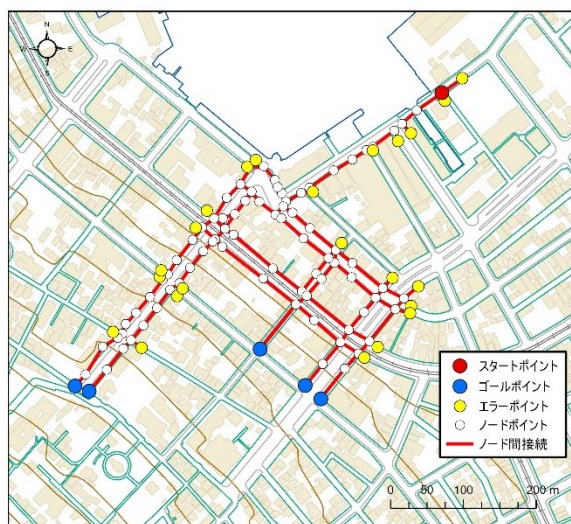 N
W E
S
スタートポイント
ゴールポイント
エラーポイント
ノードポイント
ノード間接続
0 50 100 200 m